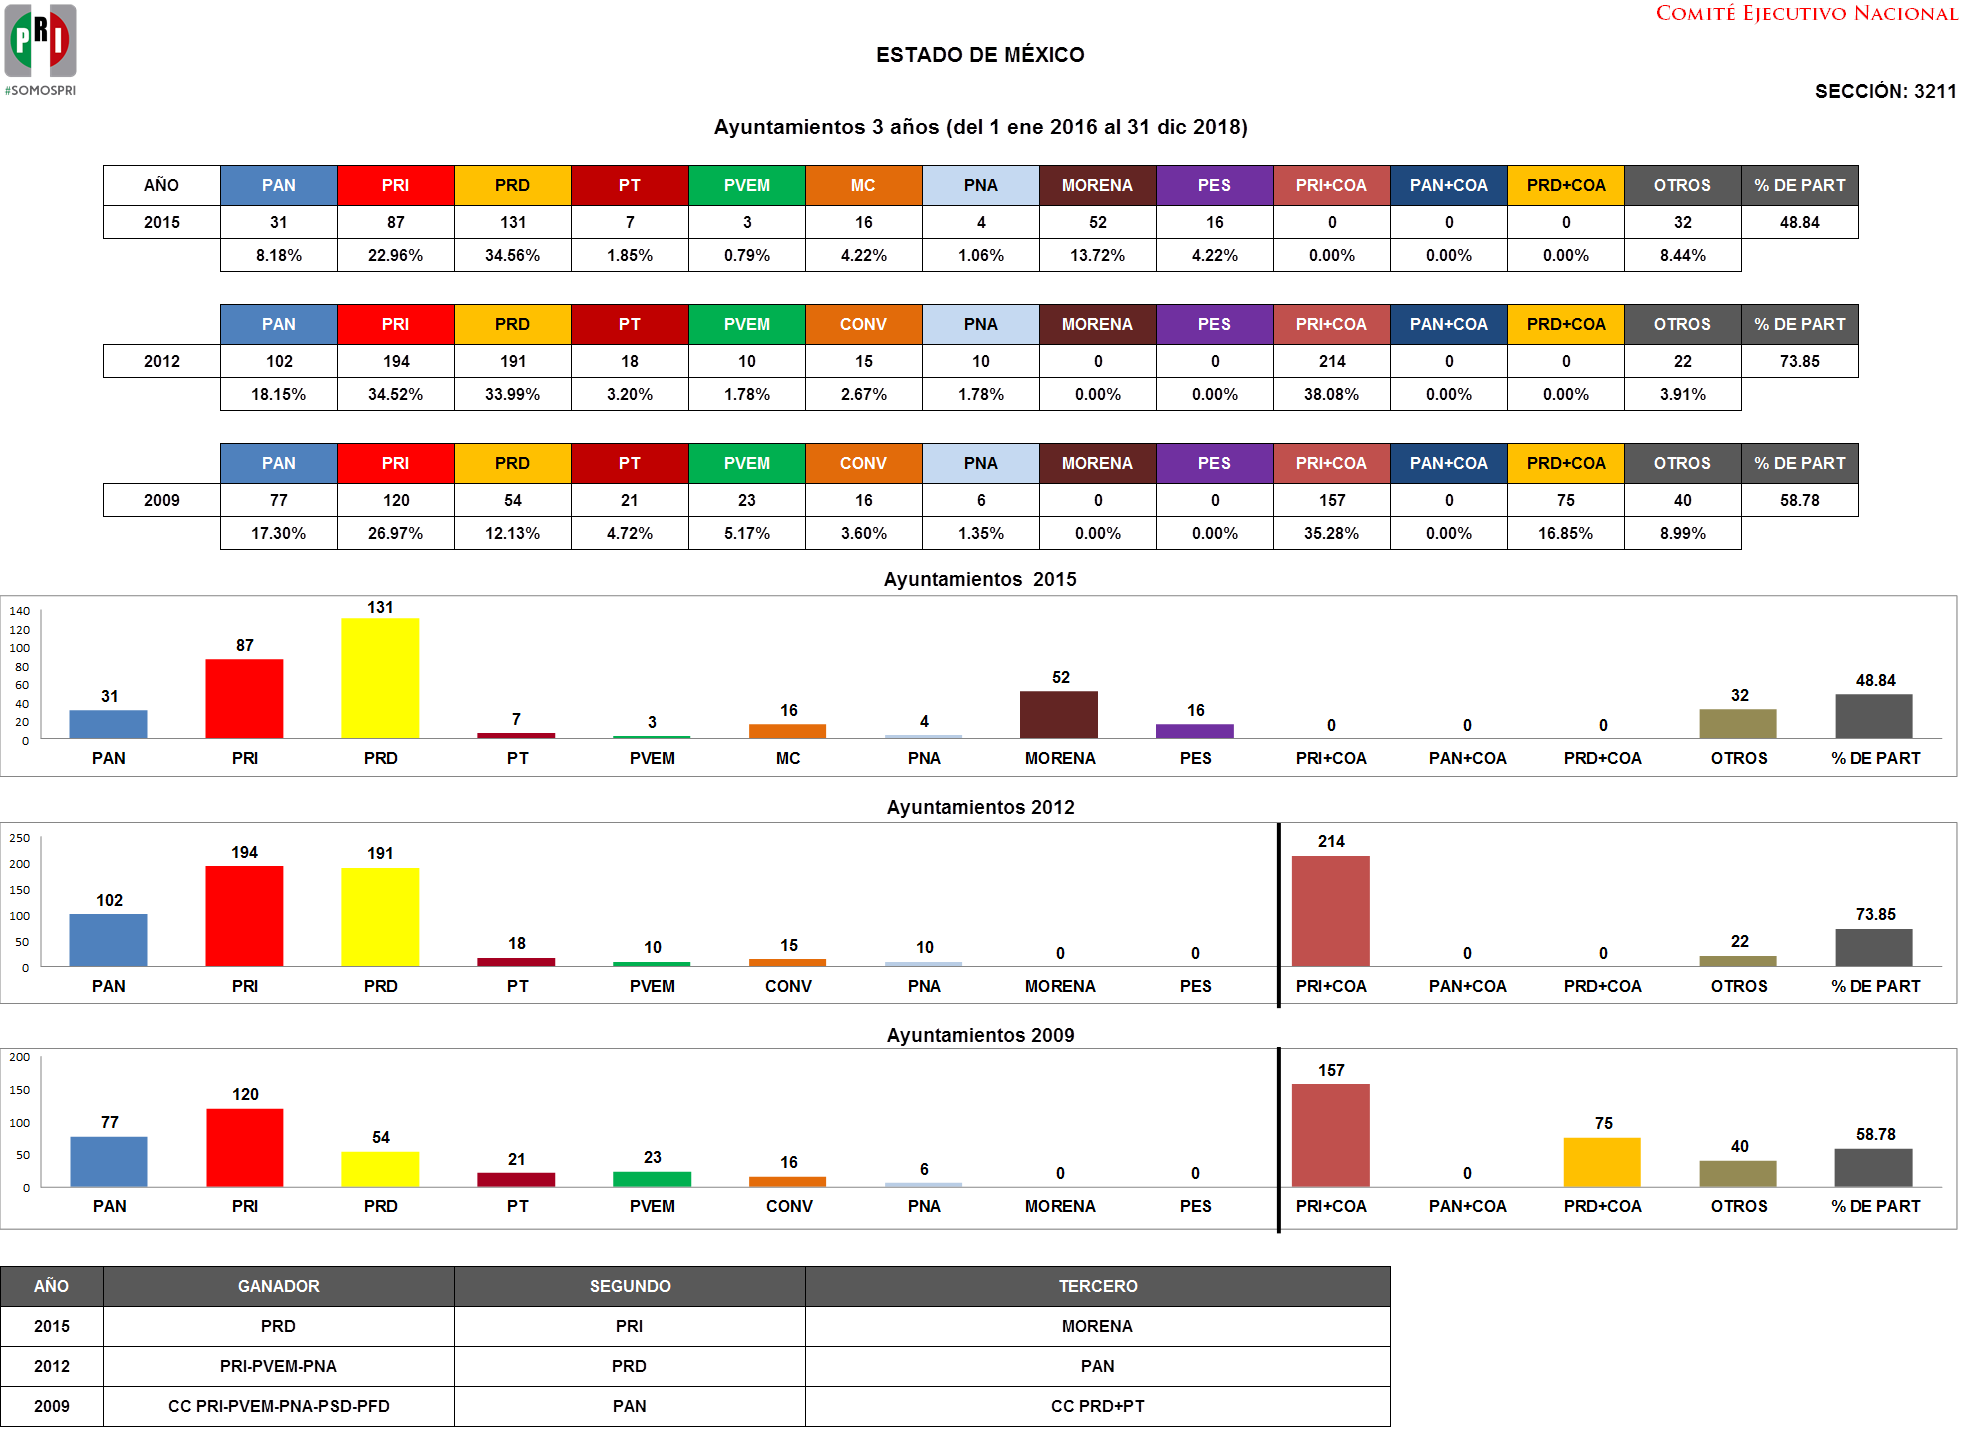 PRI
#SOMOSPRI
COMITÉ EJECUTIVO NACIONAL
ESTADO DE MÉXICO
SECCIÓN: 3211
Ayuntamientos 3 años (del 1 ene 2016 al 31 dic 2018)
AÑO PAN PRI PRD PT PVEM MC PNA MORENA PES PRI+COA PAN+COA PRD+COA OTROS % DE PART
2015 31 87 131 7 3 16 4 52 16 0 0 0 32 48.84
8.18% 22.96% 34.56% 1.85% 0.79% 4.22% 1.06% 13.72% 4.22% 0.00% 0.00% 0.00% 8.44%
PAN PRI PRD PT PVEM CONV PNA MORENA PES PRI+COA PAN+COA PRD+COA OTROS % DE PART
2012 102 194 191 18 10 15 10 0 0 214 0 0 22 73.85
18.15% 34.52% 33.99% 3.20% 1.78% 2.67% 1.78% 0.00% 0.00% 38.08% 0.00% 0.00% 3.91%
PAN PRI PRD PT PVEM CONV PNA MORENA PES PRI+COA PAN+COA PRD+COA OTROS % DE PART
2009 77 120 54 21 23 16 6 0 0 157 0 75 40 58.78
17.30% 26.97% 12.13% 4.72% 5.17% 3.60% 1.35% 0.00% 0.00% 35.28% 0.00% 16.85% 8.99%
Ayuntamientos 2015
140
120
100
80
60
40
20
0
31 87 131 7 3 16 4 52 16 0 0 0 32 48.84
PAN PRI PRD PT PVEM MC PNA MORENA PES PRI+COA PAN+COA PRD+COA OTROS % DE PART
Ayuntamientos 2012
250
200
150
100
50
0
102 194 191 18 10 15 10 0 0 214 0 0 22 73.85
PAN PRI PRD PT PVEM CONV PNA MORENA PES PRI+COA PAN+COA PRD+COA OTROS % DE PART
Ayuntamientos 2009
200
150
100
50
0
77 120 54 21 23 16 6 0 0 157 0 75 40 58.78
PAN PRI PRD PT PVEM CONV PNA MORENA PES PRI+COA PAN+COA PRD+COA OTROS % DE PART
AÑO GANADOR SEGUNDO TERCERO
2015 PRD PRI MORENA
2012 PRI-PVEM-PNA PRD PAN
2009 CC PRI-PVEM-PNA-PSD-PFD PAN CC PRD+PT